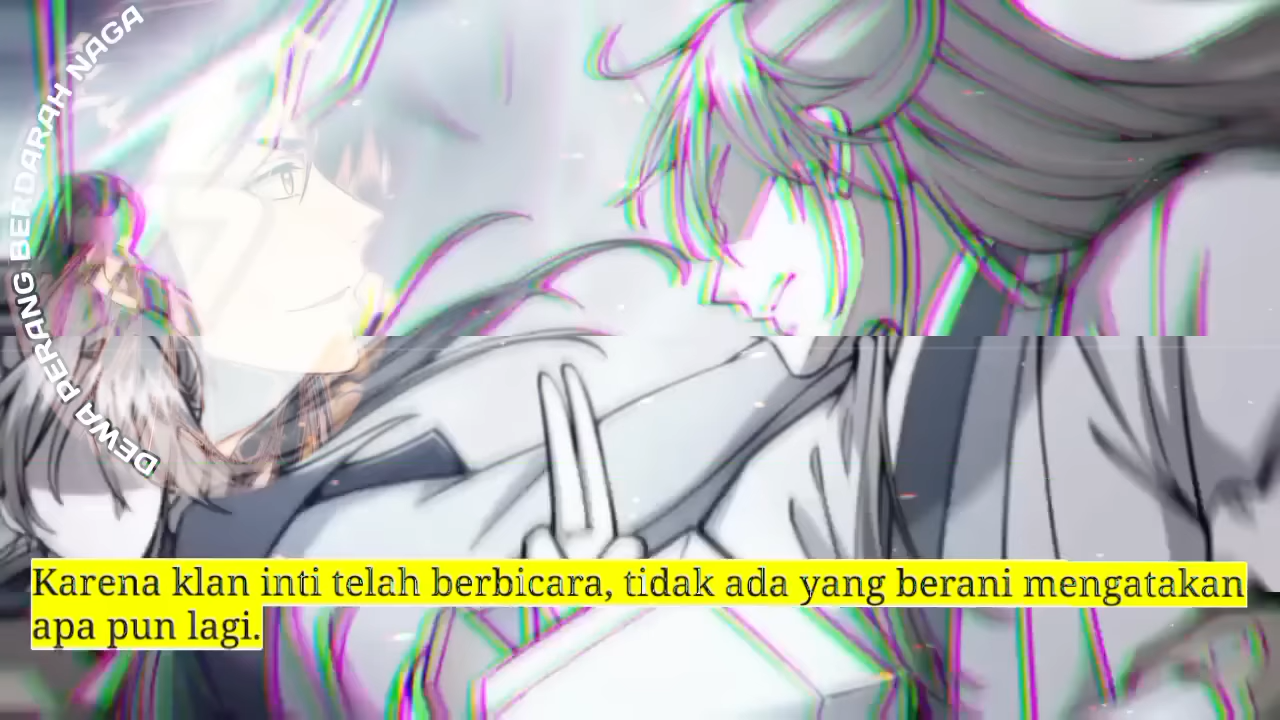 DEWA PERANG BERDARAH NAGA
Karena klan inti telah berbicara, tidak ada yang berani mengatakan
apa pun lagi.